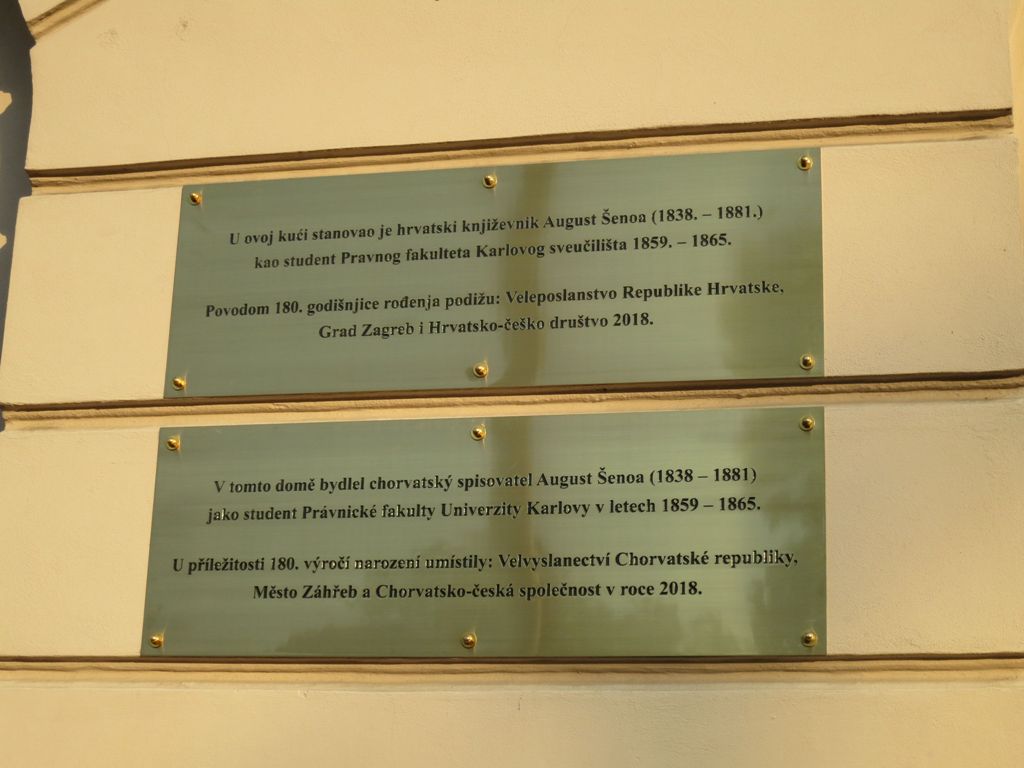 U ovoj kući stanovao je hrvatski književnik August Šenoa (1838. – 1881.)
kao student Pravnog fakulteta Karlovog sveučilišta 1859. – 1865.
Povodom 180. godišnjice rođenja podižu: Veleposlanstvo Republike Hrvatske,
Grad Zagreb i Hrvatsko-češko društvo 2018.
V tomto domě bydlel chorvatský spisovatel August Šenoa (1838 – 1881)
jako student Právnické fakulty Univerzity Karlovy v letech 1859 – 1865.
U příležitosti 180. výročí narození umístily: Velvyslanectví Chorvatské republiky,
Město Záhřeb a Chorvatsko-česká společnost v roce 2018.